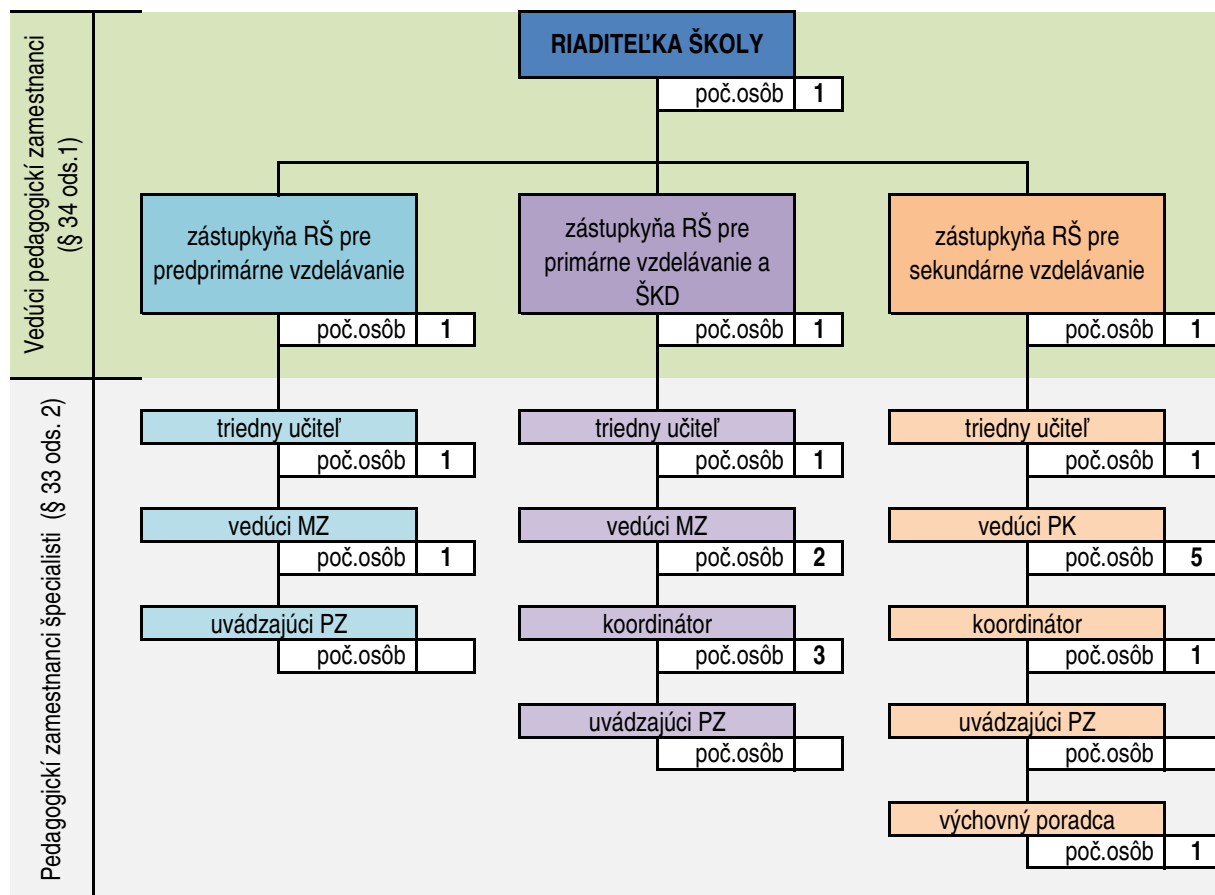 RIADITEĽKA ŠKOLY
poč.osôb 1
Vedúci pedagogickí zamestnanci
(§ 34 ods.1)
zástupkyňa RŠ pre
predprimárne vzdelávanie
poč.osôb 1
zástupkyňa RŠ pre
primárne vzdelávanie a
ŠKD
poč.osôb 1
zástupkyňa RŠ pre
sekundárne vzdelávanie
poč.osôb 1
Pedagogickí zamestnanci špecialisti (§ 33 ods. 2)
triedny učiteľ
poč.osôb 1
vedúci MZ
poč.osôb 1
uvádzajúci PZ
poč.osôb
triedny učiteľ
poč.osôb 1
vedúci MZ
poč.osôb 2
koordinátor
poč.osôb 3
uvádzajúci PZ
poč.osôb
triedny učiteľ
poč.osôb 1
vedúci PK
poč.osôb 5
koordinátor
poč.osôb 1
uvádzajúci PZ
poč.osôb
výchovný poradca
poč.osôb 1